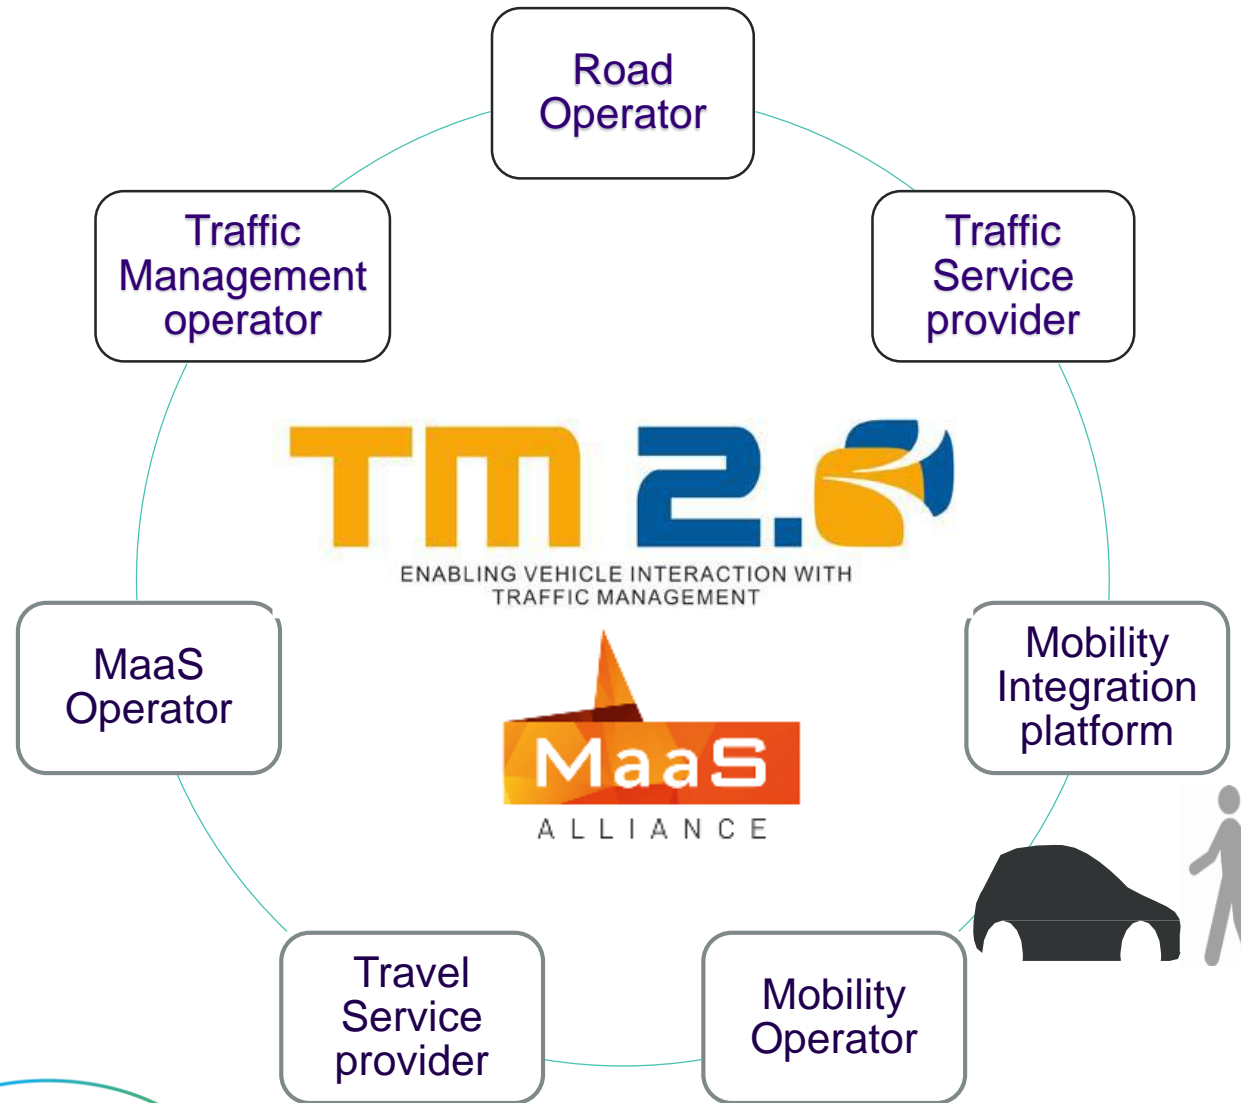 Road
Operator
Traffic
Management
operator
Traffic
Service
provider
TM 2.0
ENABLING VEHICLE INTERACTION WITH
TRAFFIC MANAGEMENT
MaaS
Operator
Mobility
Integration
platform
MaaS
ALLIANCE
Travel
Service
provider
Mobility
Operator